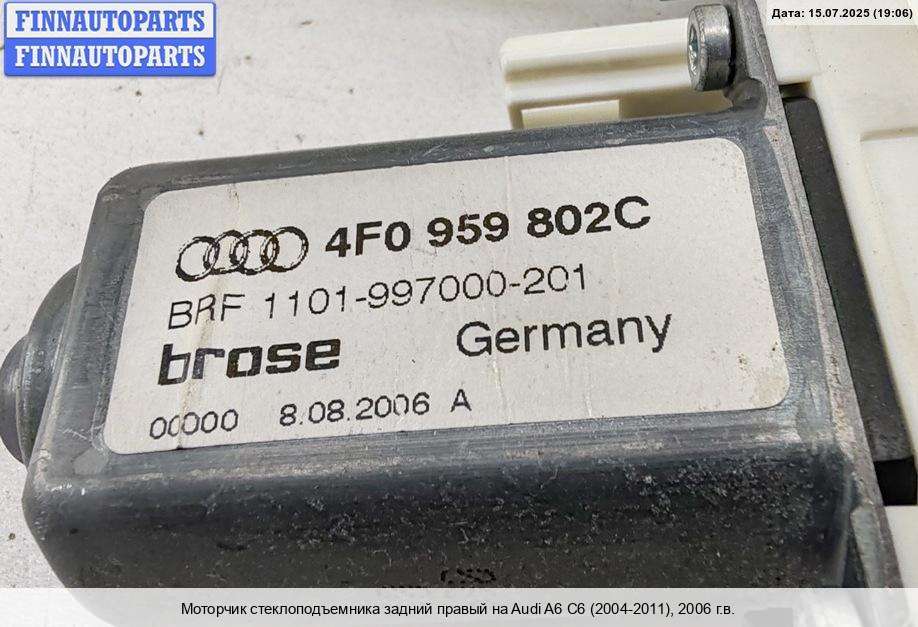 FINNAUTOPARTS
FINNAUTOPARTS
Дата: 15.07.2025 (19:06)
4F0 959 802C
BRF 1101-997000-201
brose Germany
00000 8.08.2006 A
Моторчик стеклоподъемника задний правый на Audi A6 C6 (2004-2011), 2006 г.в.